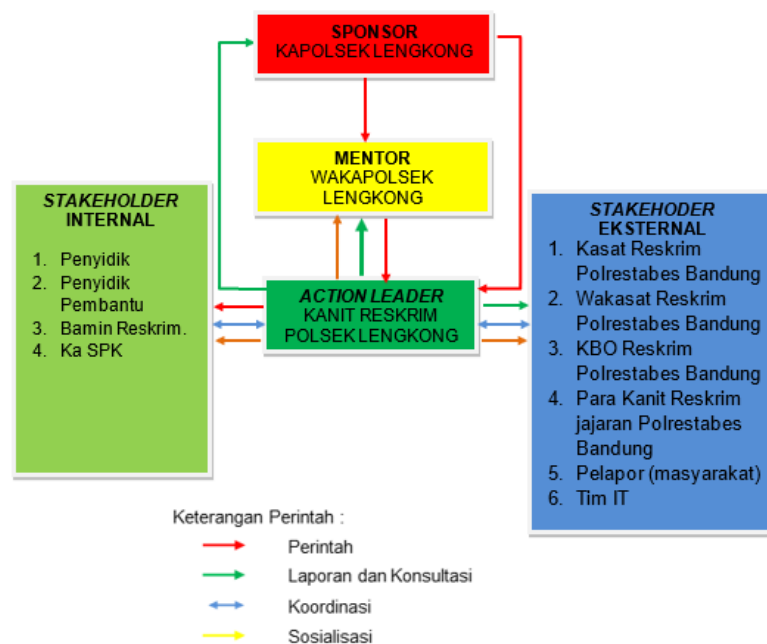 SPONSOR
KAPOLSEK LENGKONG
MENTOR
WAKAPOLSEK
LENGKONG
STAKEHOLDER
INTERNAL
1. Penyidik
2. Penyidik
Pembantu
3. Bamin Reskrim.
4. Ka SPK
ACTION LEADER
KANIT RESKRIM
POLSEK LENGKONG
STAKEHODER
EKSTERNAL
1. Kasat Reskrim
Polrestabes Bandung
2. Wakasat Reskrim
Polrestabes Bandung
3. KBO Reskrim
Polrestabes Bandung
4. Para Kanit Reskrim
jajaran Polrestabes
Bandung
5. Pelapor (masyarakat)
6. Tim IT
Keterangan Perintah :
Perintah
Laporan dan Konsultasi
Koordinasi
Sosialisasi